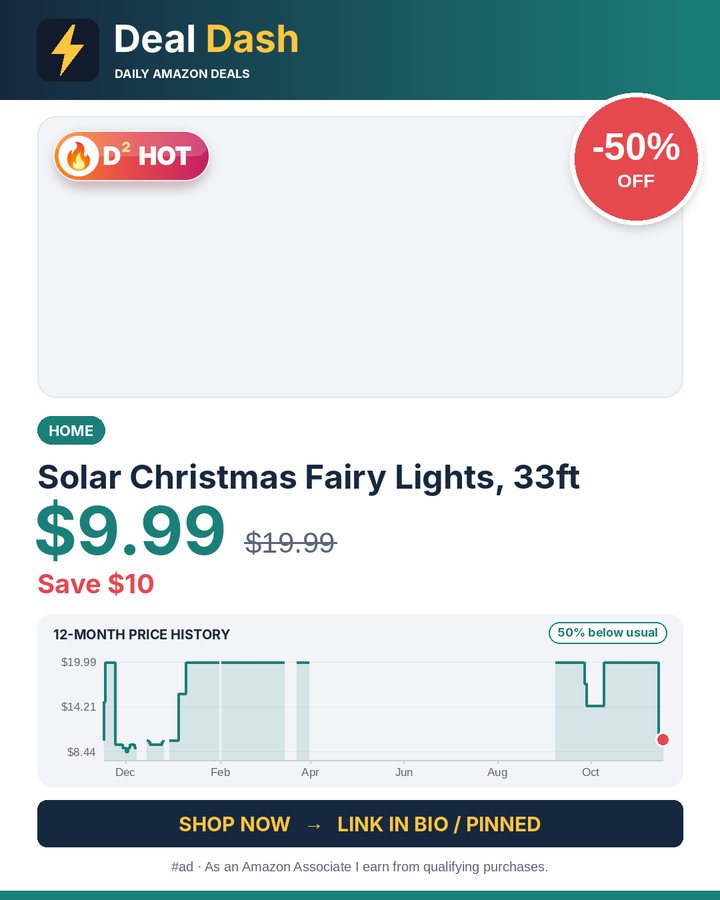 Deal Dash
DAILY AMAZON DEALS
D² HOT
-50%
OFF
HOME
Solar Christmas Fairy Lights, 33ft
$9.99 $19.99
Save $10
12-MONTH PRICE HISTORY
50% below usual
$19.99
$14.21
$8.44
Dec Feb Apr Jun Aug Oct
SHOP NOW → LINK IN BIO / PINNED
#ad · As an Amazon Associate I earn from qualifying purchases.